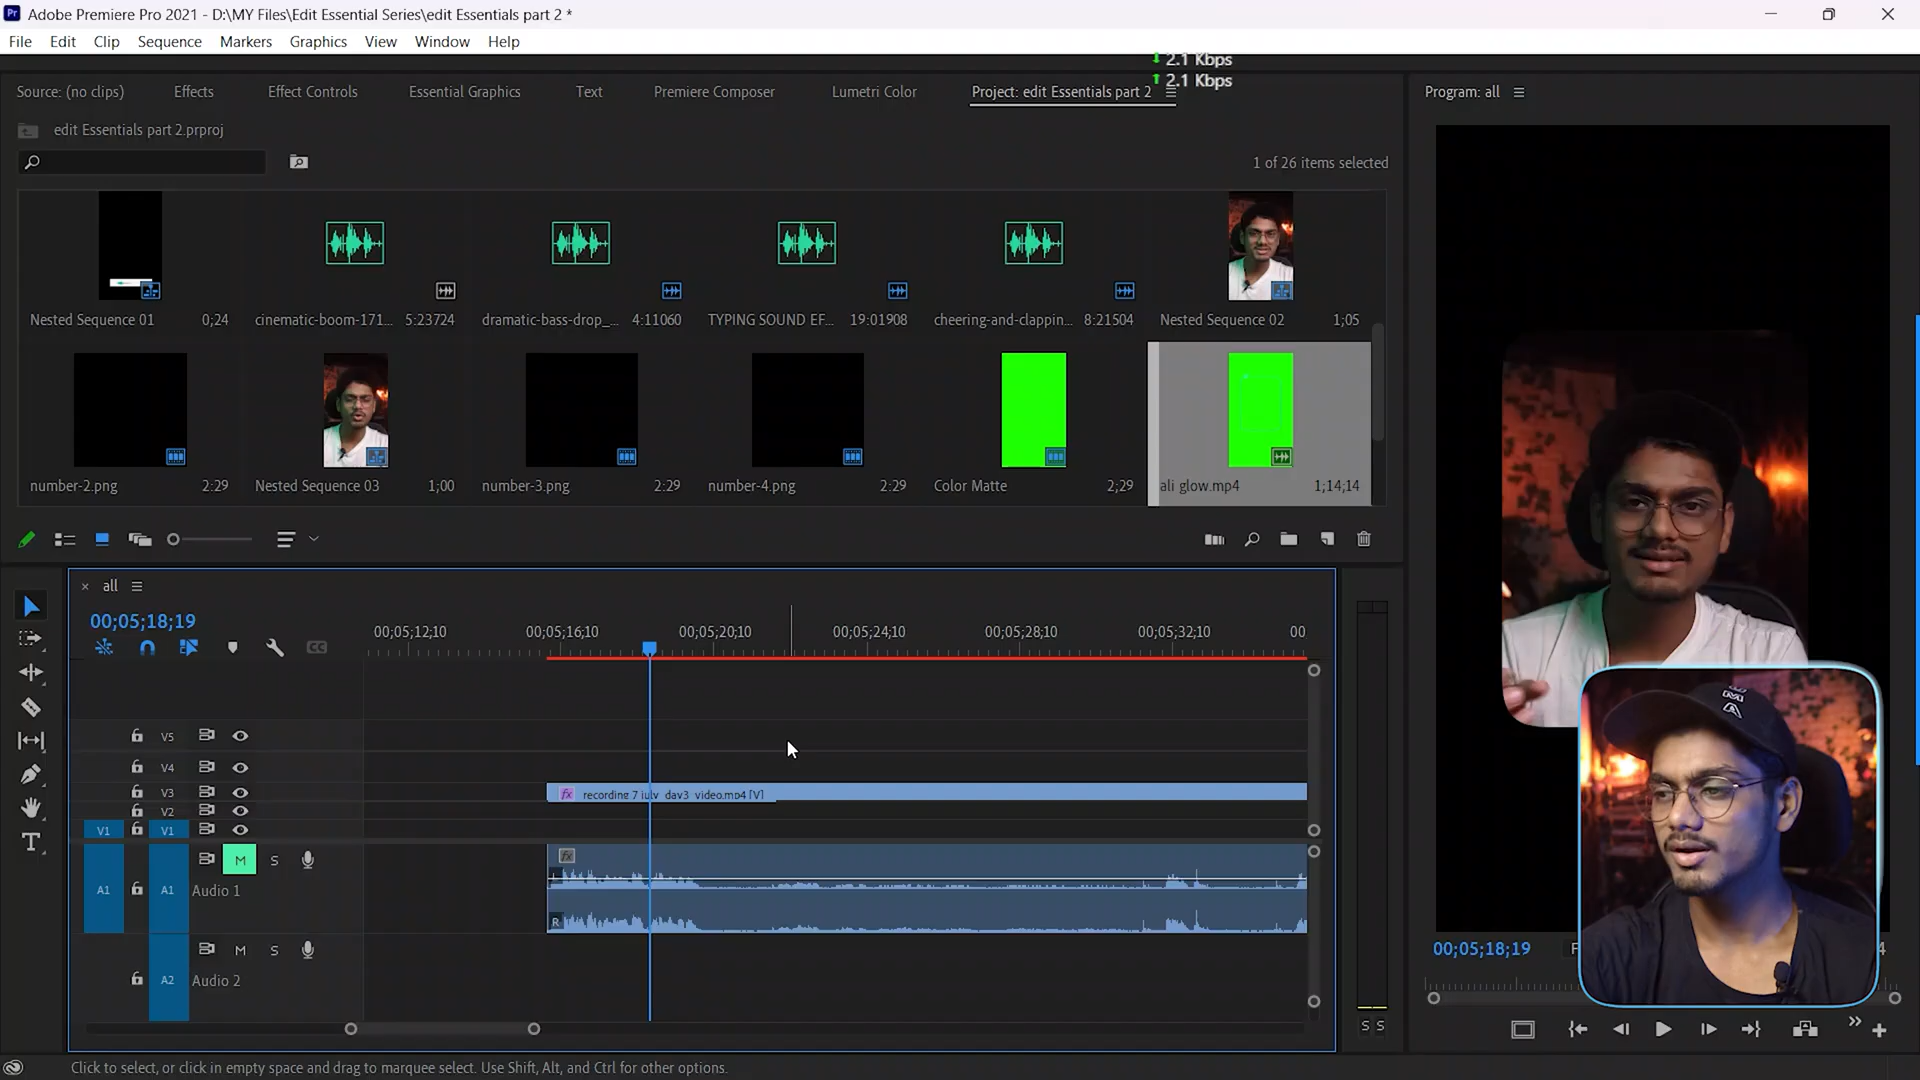 Adobe Premiere Pro 2021 - D:\MY Files\Edit Essential Series\edit Essentials part 2 *
File Edit Clip Sequence Markers Graphics View Window Help
2.1 Kbps
2.1 Kbps
Source: (no clips) Effects Effect Controls Essential Graphics Text Premiere Composer Lumetri Color Project: edit Essentials part 2 Program: all
edit Essentials part 2.prproj
1 of 26 items selected
Nested Sequence 01 0;24 cinematic-boom-171... 5:23724 dramatic-bass-drop_... 4:11060 TYPING SOUND EF... 19:01908 cheering-and-clappin... 8:21504 Nested Sequence 02 1;05
number-2.png 2:29 Nested Sequence 03 1;00 number-3.png 2:29 number-4.png 2:29 Color Matte 2;29 ali glow.mp4 1;14;14
× all
00;05;18;19
00;05;12;10 00;05;16;10 00;05;20;10 00;05;24;10 00;05;28;10 00;05;32;10 00
V5
V4
V3 fx recording 7 july day3 video.mp4 [V]
V2
V1 V1
M S fx
A1 A1 Audio 1
R
M S
A2 Audio 2
S S
00;05;18;19
Click to select, or click in empty space and drag to marquee select. Use Shift, Alt, and Ctrl for other options.